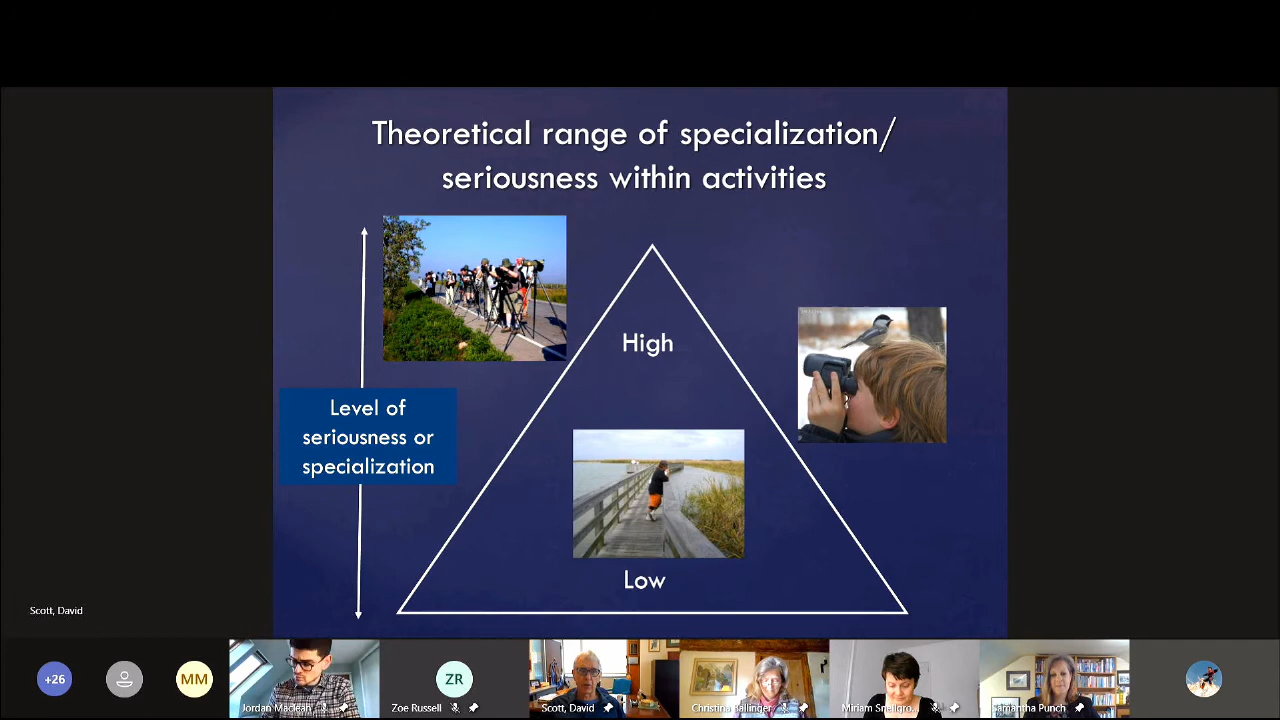 Theoretical range of specialization/
seriousness within activities
High
Level of
seriousness or
specialization
Low
Scott, David
+26
MM
Jordan Maclean
ZR
Zoe Russell
Scott, David
Christina Ballinger
Miriam Snellgro...
Samantha Punch